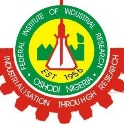 FEDERAL INSTITUTE OF INDUSTRIAL RESEARCH
OSHODI NIGERIA
EST 1956
INDUSTRIALISATION THROUGH RESEARCH